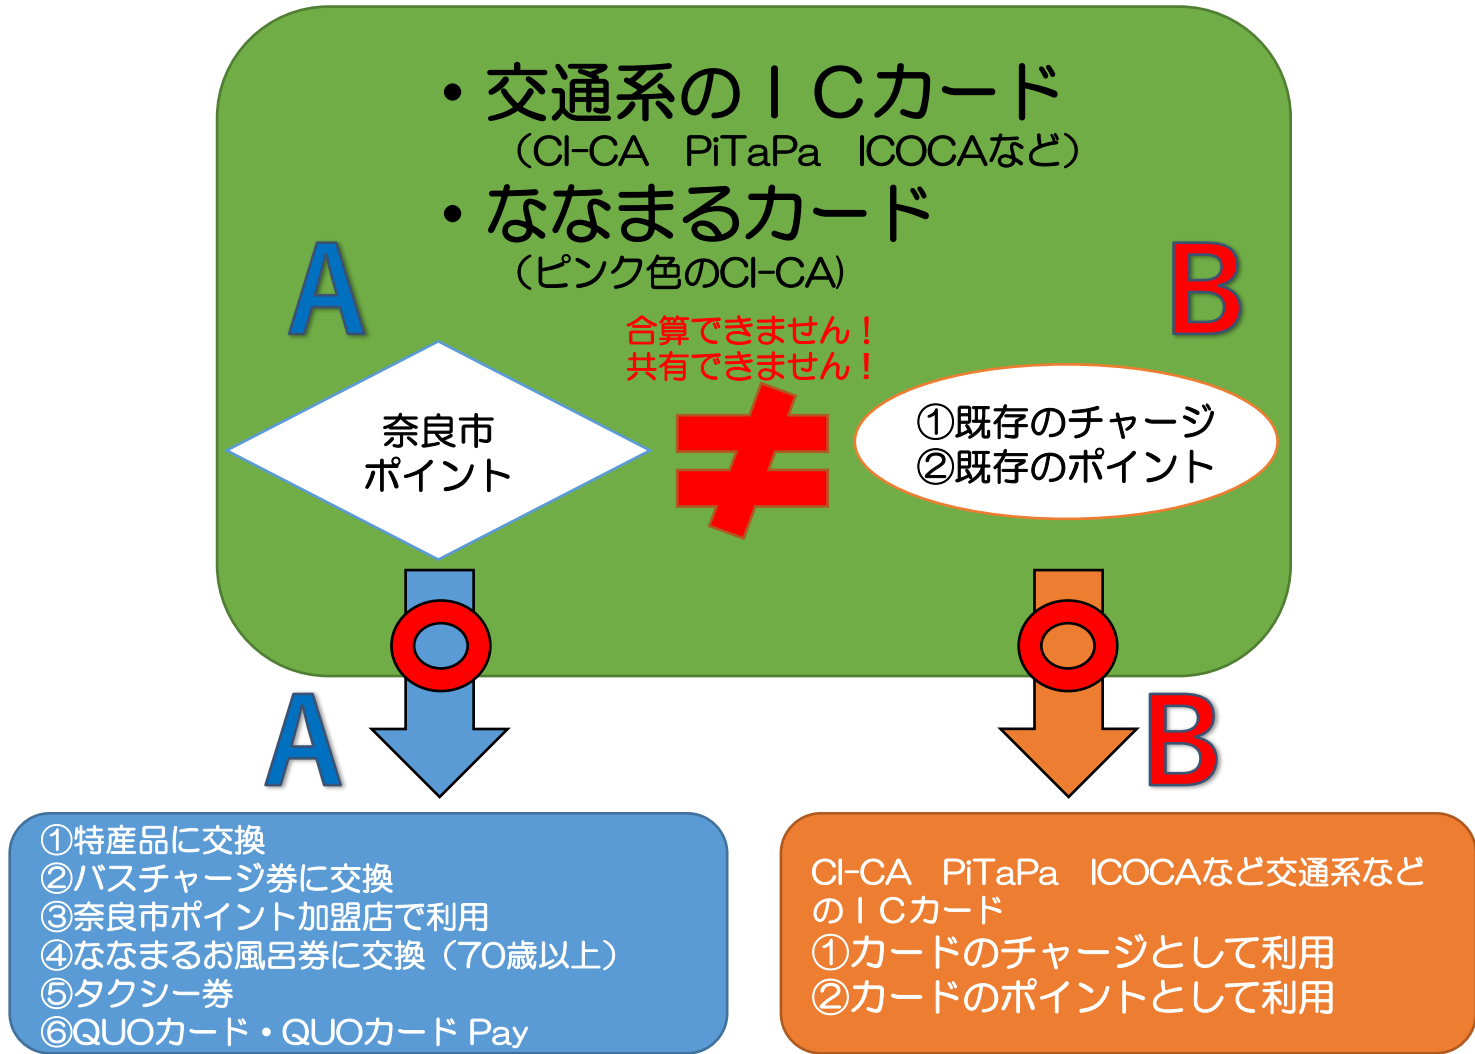 ・交通系のＩＣカード
（CI-CA　PiTaPa　ICOCAなど）
・ななまるカード
（ピンク色のCI-CA)
A
B
合算できません！
共有できません！
奈良市
ポイント
≠
①既存のチャージ
②既存のポイント
A
B
①特産品に交換
②バスチャージ券に交換
③奈良市ポイント加盟店で利用
④ななまるお風呂券に交換（70歳以上）
⑤タクシー券
⑥QUOカード・QUOカード Pay
CI-CA　PiTaPa　ICOCAなど交通系など
のＩＣカード
①カードのチャージとして利用
②カードのポイントとして利用